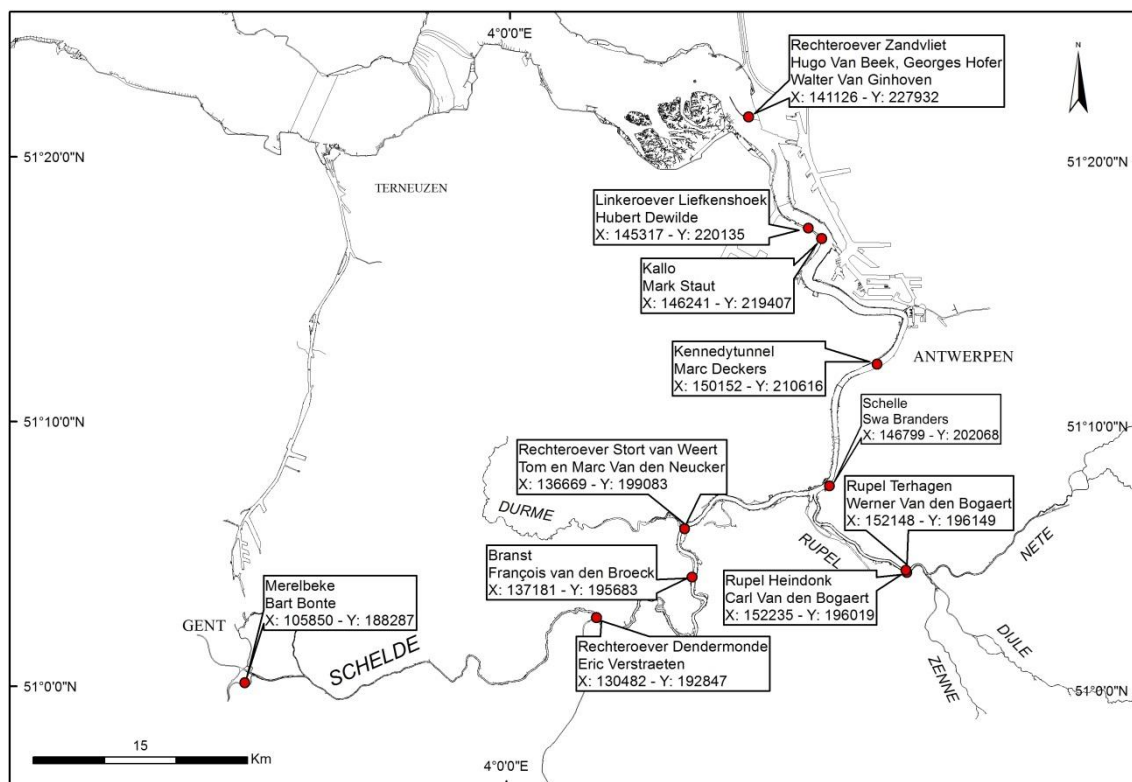 4°0'0"E
N
Rechteroever Zandvliet
Hugo Van Beek, Georges Hofer
Walter Van Ginhoven
X: 141126 - Y: 227932
51°20'0"N
51°20'0"N
TERNEUZEN
Linkeroever Liefkenshoek
Hubert Dewilde
X: 145317 - Y: 220135
Kallo
Mark Staut
X: 146241 - Y: 219407
Kennedytunnel
Marc Deckers
X: 150152 - Y: 210616
ANTWERPEN
Schelle
Swa Branders
X: 146799 - Y: 202068
51°10'0"N
51°10'0"N
Rechteroever Stort van Weert
Tom en Marc Van den Neucker
X: 136669 - Y: 199083
Rupel Terhagen
Werner Van den Bogaert
X: 152148 - Y: 196149
DURME
RUPEL
NETE
Branst
François van den Broeck
X: 137181 - Y: 195683
Rupel Heindonk
Carl Van den Bogaert
X: 152235 - Y: 196019
Merelbeke
Bart Bonte
X: 105850 - Y: 188287
GENT
SCHELDE
Rechteroever Dendermonde
Eric Verstraeten
X: 130482 - Y: 192847
DIJLE
ZENNE
51°0'0"N
51°0'0"N
15
Km
4°0'0"E